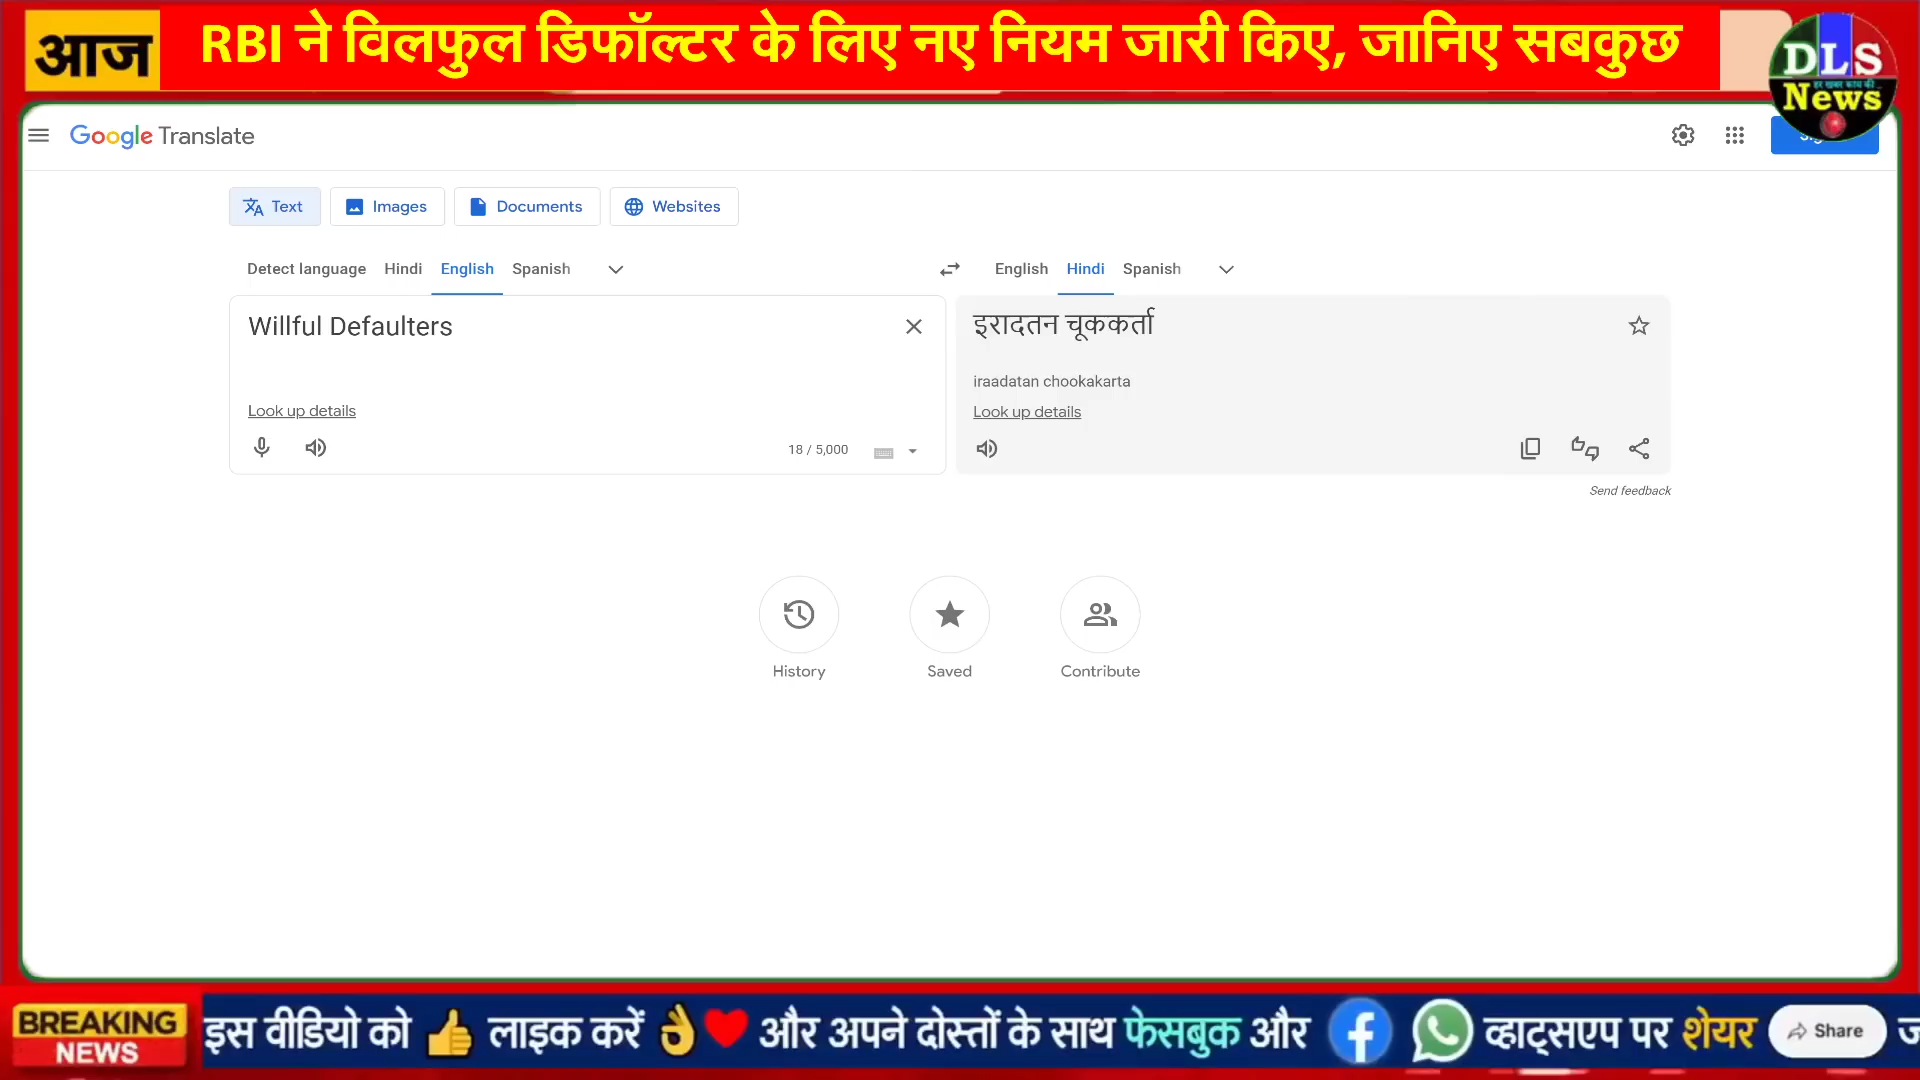 आज
RBI ने विलफुल डिफॉल्टर के लिए नए नियम जारी किए, जानिए सबकुछ
DLS
हर खबर काम की
News
Google Translate
Text
Images
Documents
Websites
Detect language Hindi English Spanish
English Hindi Spanish
Willful Defaulters
इरादतन चूककर्ता
iraadatan chookakarta
Look up details
Look up details
18 / 5,000
Send feedback
History
Saved
Contribute
BREAKING
NEWS
इस वीडियो को लाइक करें और अपने दोस्तों के साथ फेसबुक और व्हाट्सएप पर शेयर Share